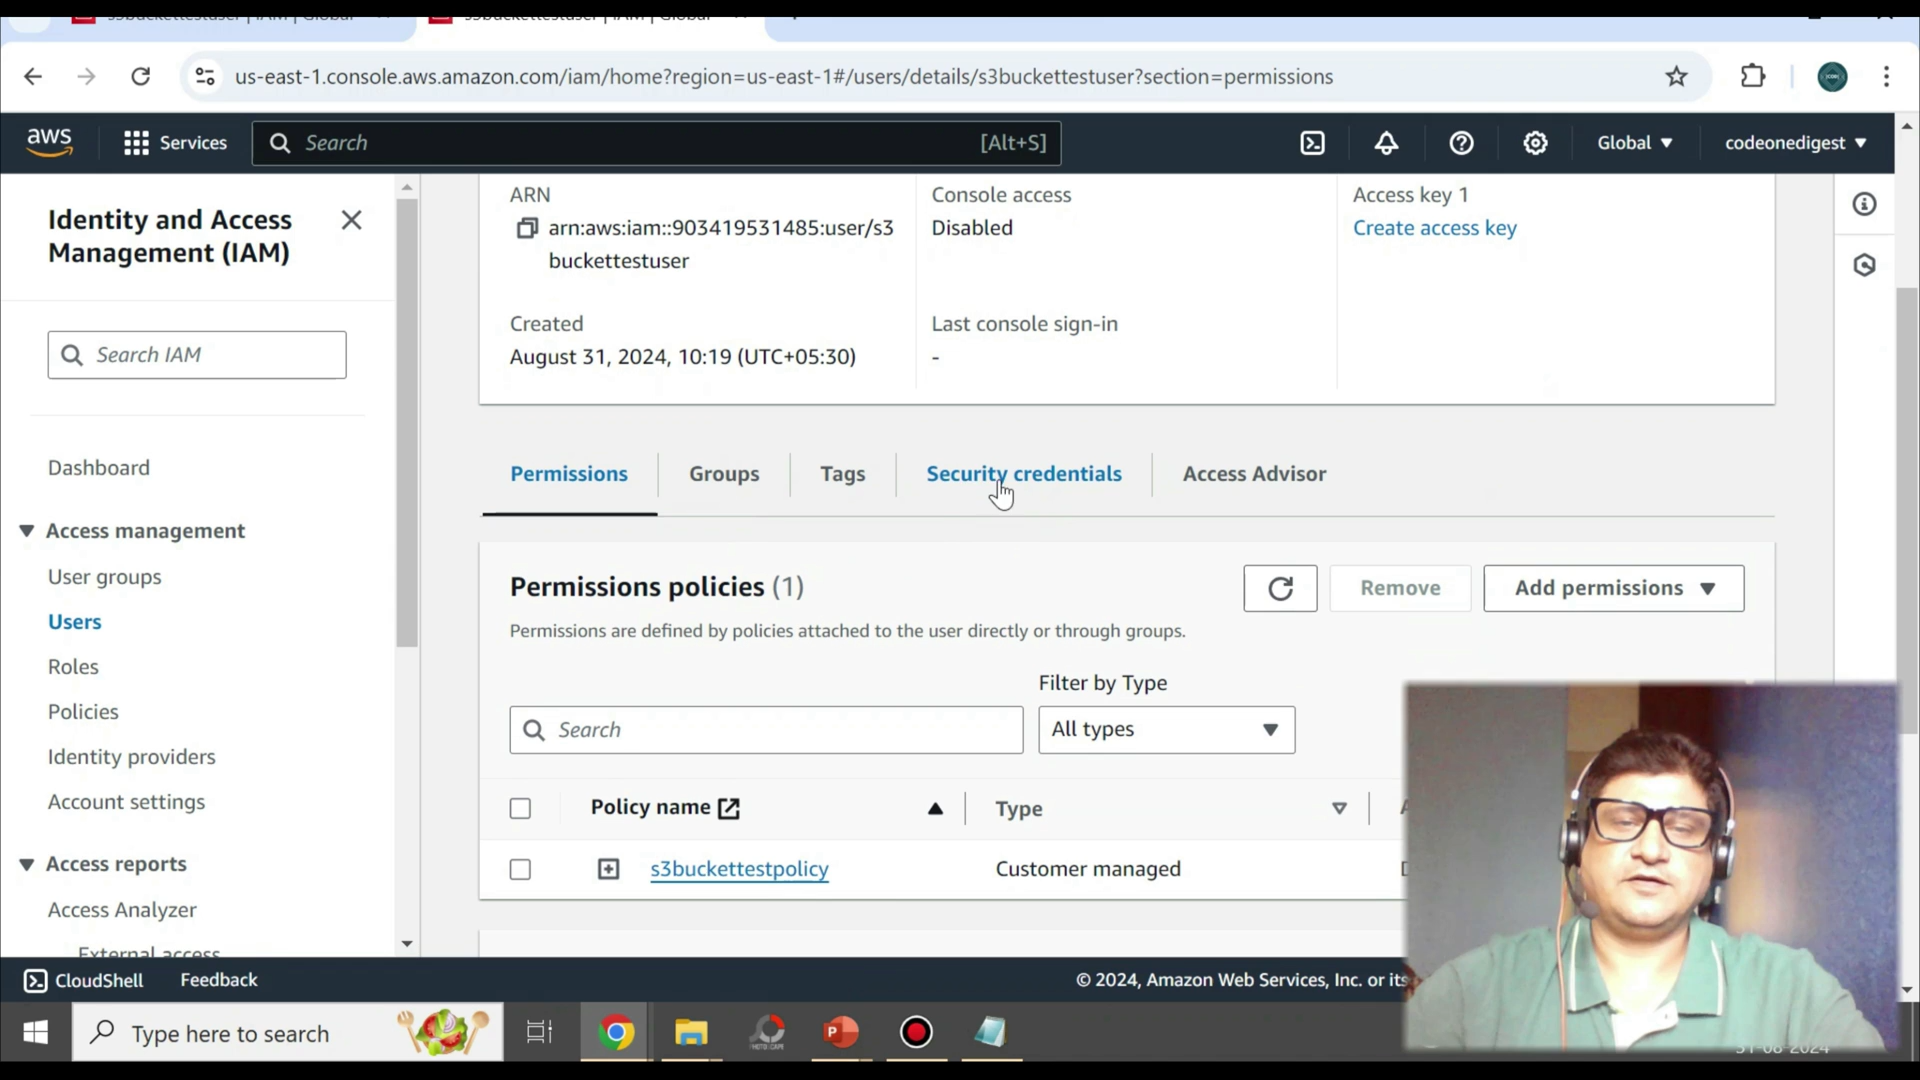 us-east-1.console.aws.amazon.com/iam/home?region=us-east-1#/users/details/s3buckettestuser?section=permissions
aws
Services
Search
[Alt+S]
Global
codeonedigest
Identity and Access
Management (IAM)
Search IAM
Dashboard
Access management
User groups
Users
Roles
Policies
Identity providers
Account settings
Access reports
Access Analyzer
External access
ARN
arn:aws:iam::903419531485:user/s3
buckettestuser
Console access
Disabled
Access key 1
Create access key
Created
August 31, 2024, 10:19 (UTC+05:30)
Last console sign-in
-
Permissions
Groups
Tags
Security credentials
Access Advisor
Permissions policies (1)
Remove
Add permissions
Permissions are defined by policies attached to the user directly or through groups.
Filter by Type
Search
All types
Policy name
Type
s3buckettestpolicy
Customer managed
CloudShell
Feedback
© 2024, Amazon Web Services, Inc. or its
Type here to search
31-08-2024